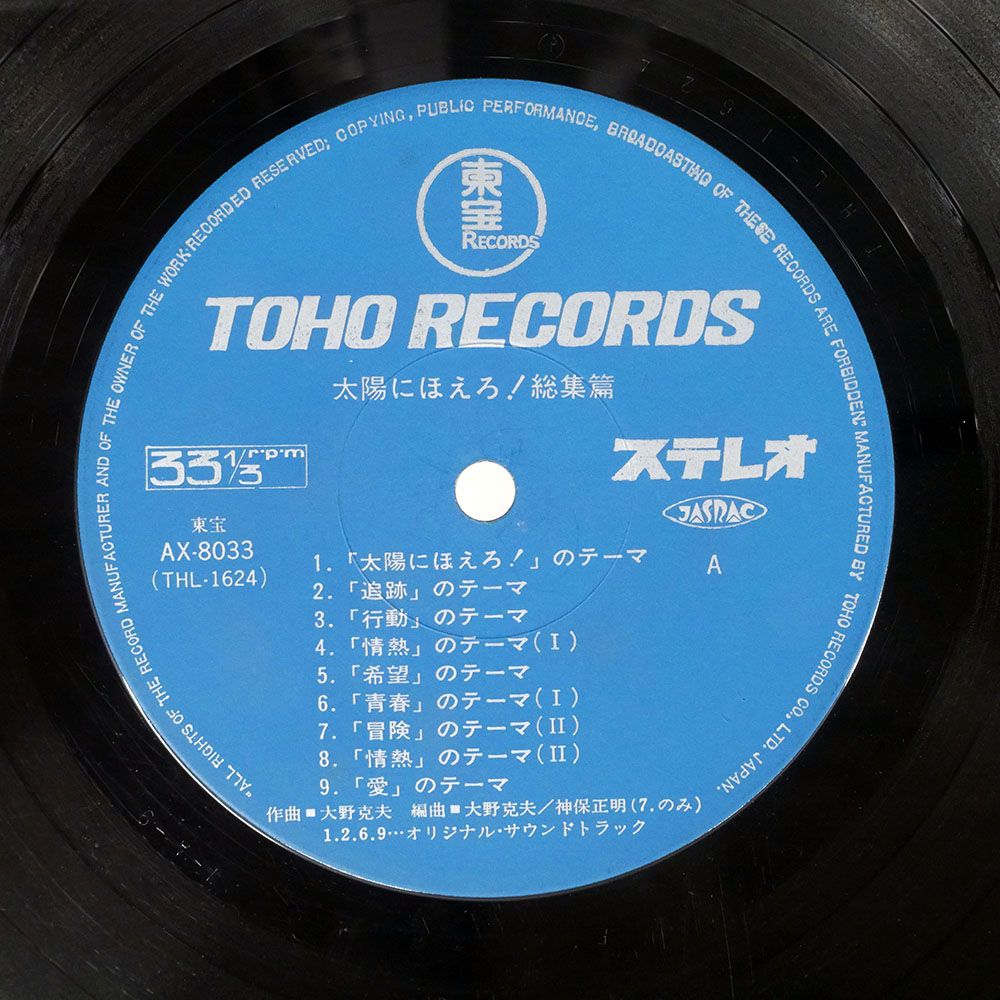 "ALL RIGHTS OF THE RECORD MANUFACTURER AND OF THE OWNER OF THE WORK-RECORDED RESERVED; COPYING, PUBLIC PERFORMANCE, BROADCASTING OF THESE RECORDS ARE FORBIDDEN." MANUFACTURED BY TOHO RECORDS CO., LTD. JAPAN.
東宝
RECORDS
TOHO RECORDS
太陽にほえろ!総集篇
33 1/3 r.p.m
ステレオ
JASRAC
東宝
AX-8033
(THL-1624)
A
1.「太陽にほえろ!」のテーマ
2.「追跡」のテーマ
3.「行動」のテーマ
4.「情熱」のテーマ(I)
5.「希望」のテーマ
6.「青春」のテーマ(I)
7.「冒険」のテーマ(II)
8.「情熱」のテーマ(II)
9.「愛」のテーマ
作曲■大野克夫 編曲■大野克夫/神保正明(7.のみ)
1.2.6.9…オリジナル・サウンドトラック